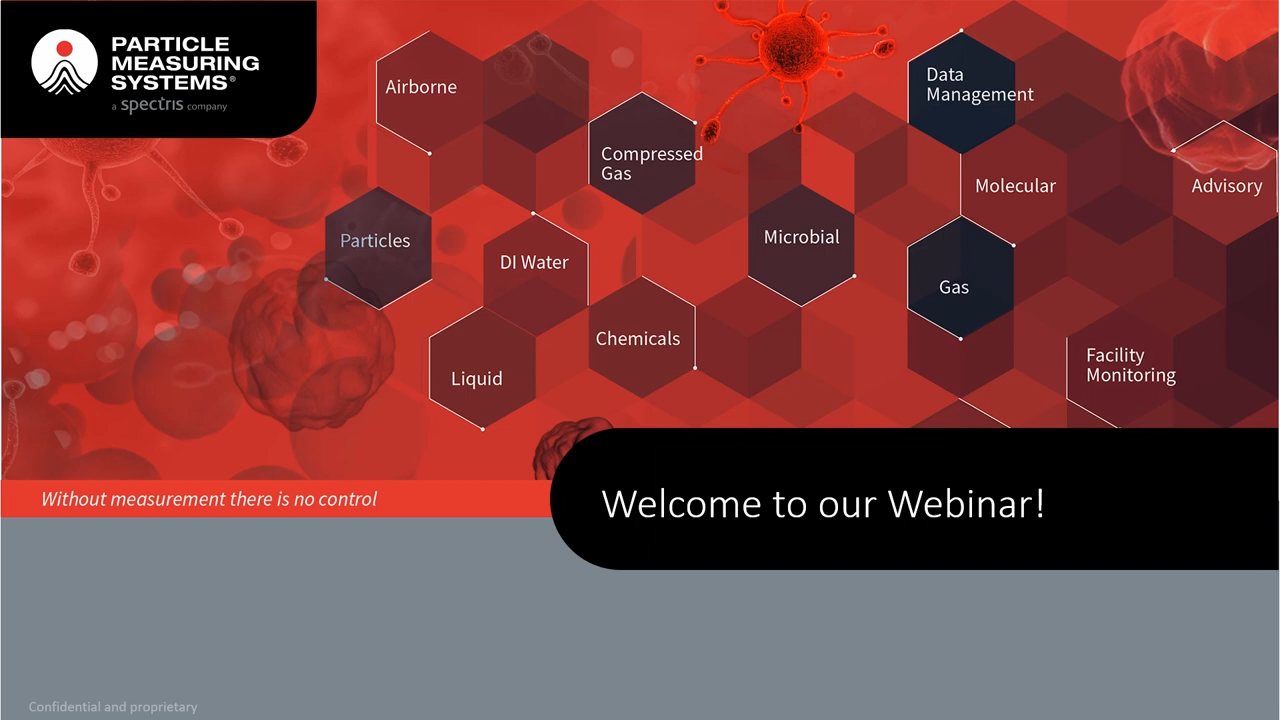 PARTICLE
MEASURING
SYSTEMS®
a spectris company
Airborne
Data
Management
Compressed
Gas
Molecular
Advisory
Particles
Microbial
DI Water
Gas
Chemicals
Facility
Monitoring
Liquid
Without measurement there is no control
Welcome to our Webinar!
Confidential and proprietary